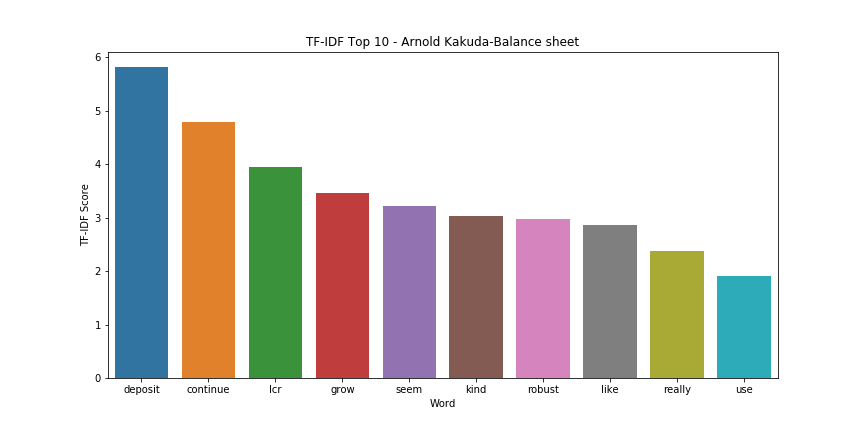 TF-IDF Top 10 - Arnold Kakuda-Balance sheet
TF-IDF Score
6
5
4
3
2
1
0
deposit continue lcr grow seem kind robust like really use
Word